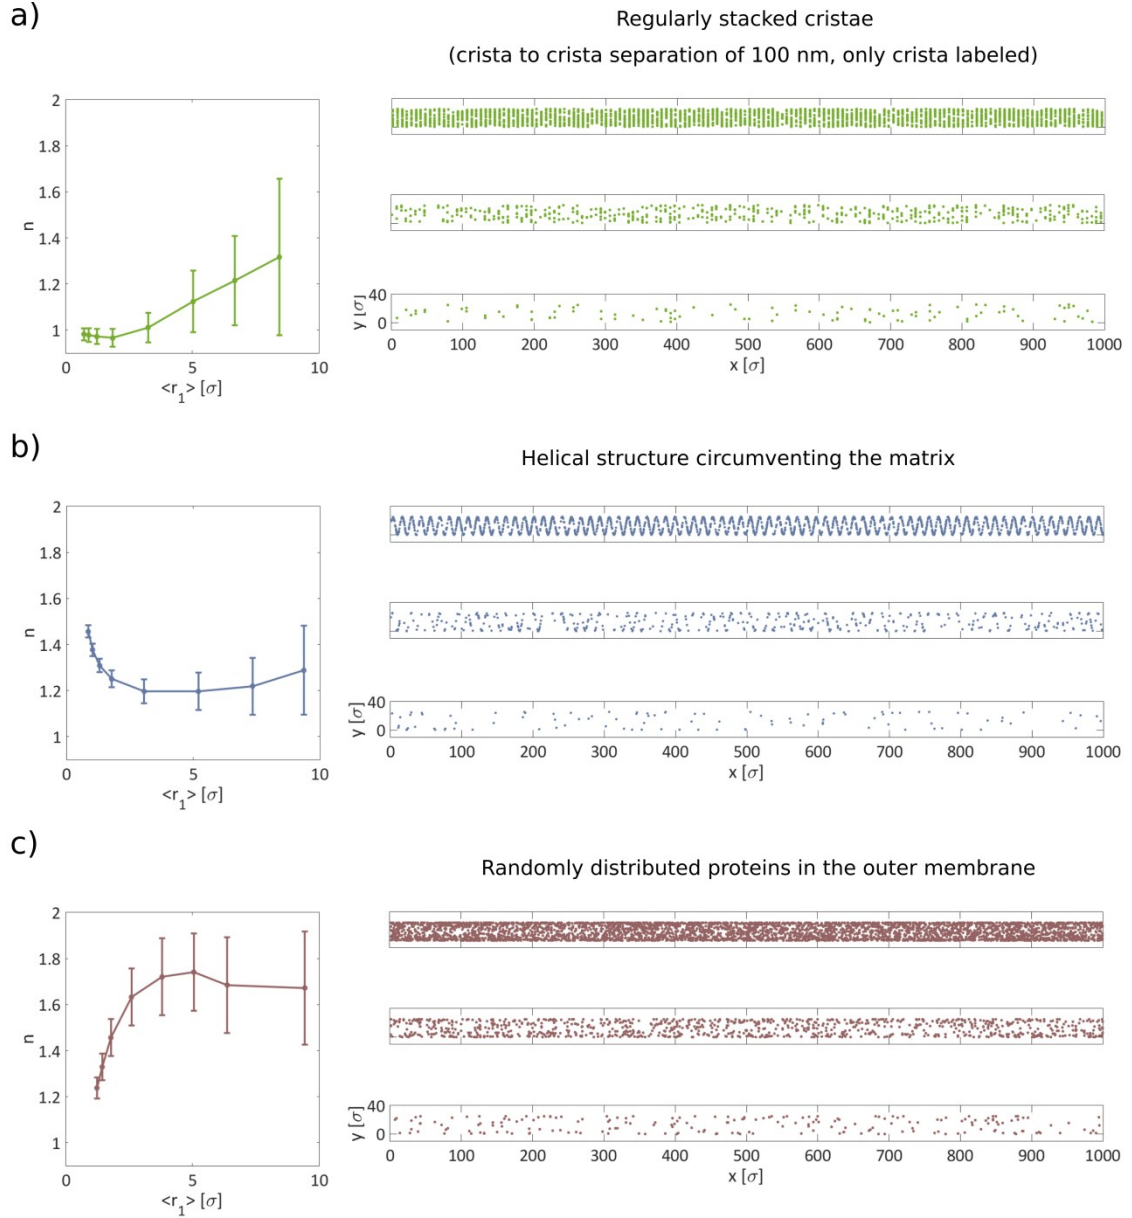 a)
Regularly stacked cristae
(crista to crista separation of 100 nm, only crista labeled)
2
1.8
1.6
1.4
1.2
1
n
0 5 10
<r1> [σ]
40
0
y [σ]
0 100 200 300 400 500 600 700 800 900 1000
x [σ]
b)
Helical structure circumventing the matrix
2
1.8
1.6
1.4
1.2
1
n
0 5 10
<r1> [σ]
40
0
y [σ]
0 100 200 300 400 500 600 700 800 900 1000
x [σ]
c)
Randomly distributed proteins in the outer membrane
2
1.8
1.6
1.4
1.2
1
n
0 5 10
<r1> [σ]
40
0
y [σ]
0 100 200 300 400 500 600 700 800 900 1000
x [σ]